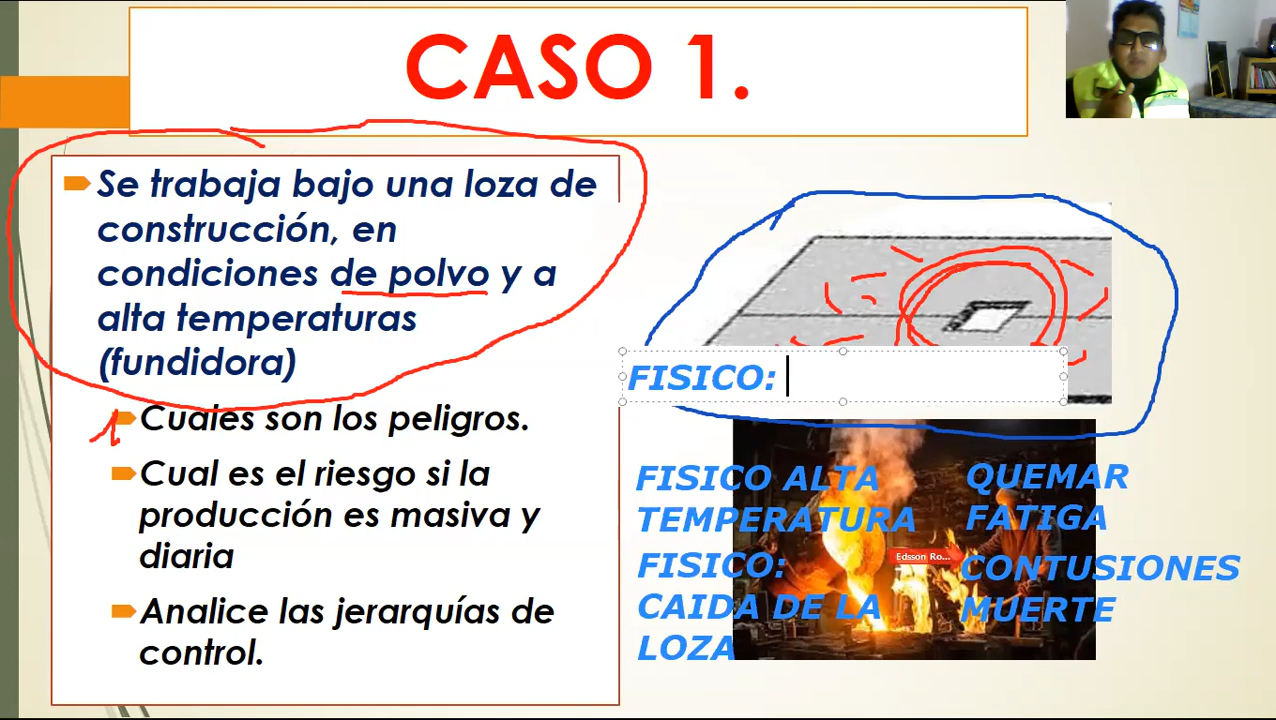 CASO 1.
Se trabaja bajo una loza de
construcción, en
condiciones de polvo y a
alta temperaturas
(fundidora)
1
Cuales son los peligros.
Cual es el riesgo si la
producción es masiva y
diaria
Analice las jerarquías de
control.
FISICO:
FISICO ALTA
TEMPERATURA
FISICO:
CAIDA DE LA
LOZA
QUEMAR
FATIGA
CONTUSIONES
MUERTE
Edsson Ro...